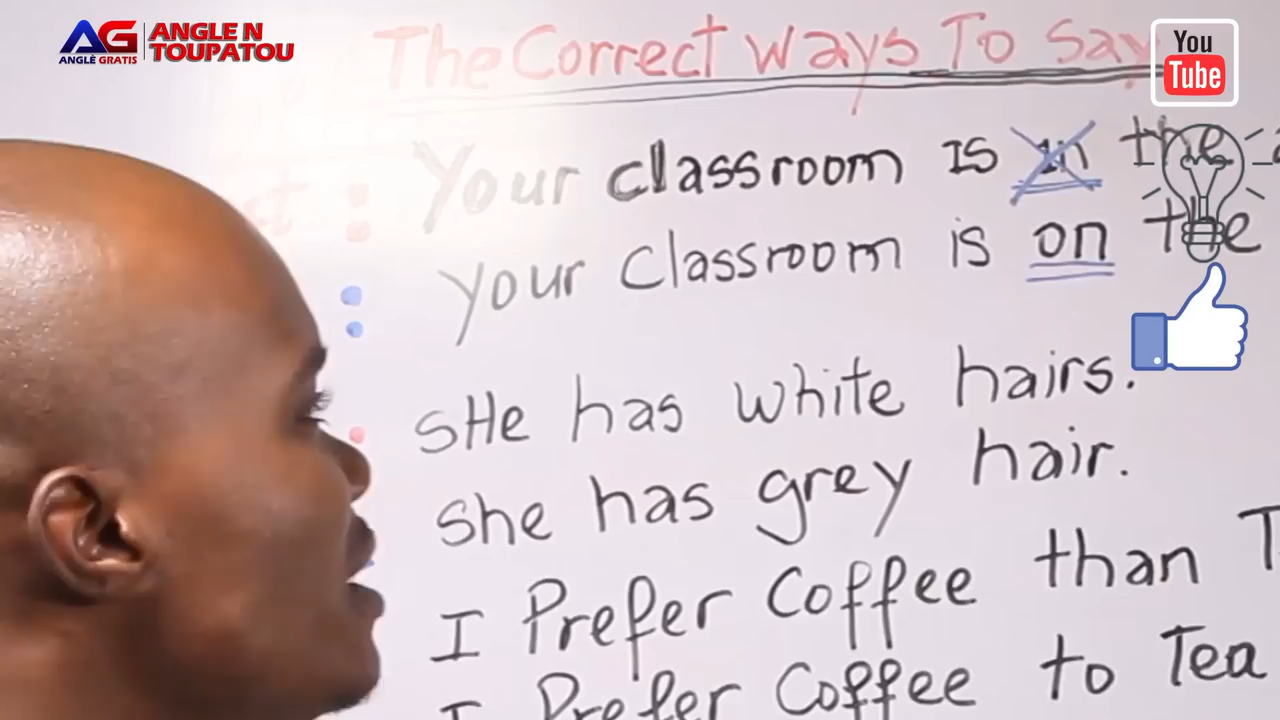 AG
ANGLÈ GRATIS
ANGLE N
TOUPATOU
You
Tube
The Correct Ways To Say
Your classroom IS in the
Your Classroom is on the
sHe has white hairs.
she has grey hair.
I Prefer Coffee than T
I Prefer Coffee to Tea